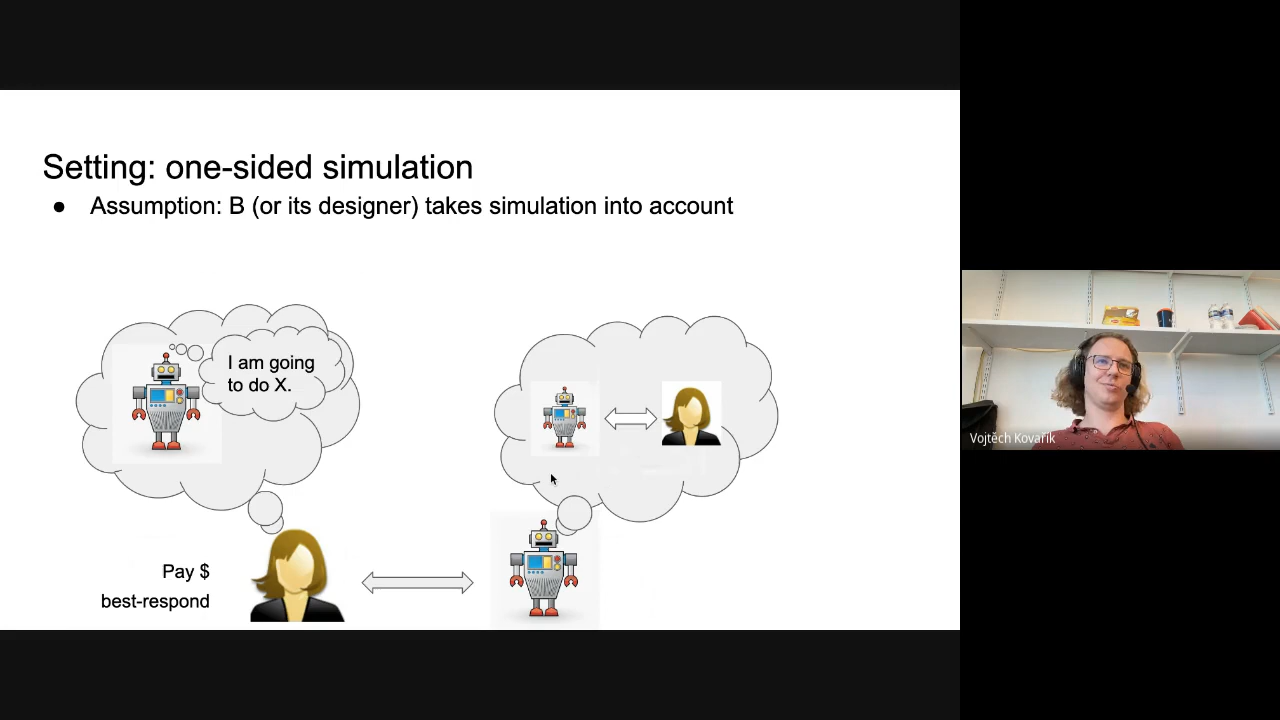 Setting: one-sided simulation
● Assumption: B (or its designer) takes simulation into account
I am going
to do X.
Pay $
best-respond
Vojtěch Kovařík